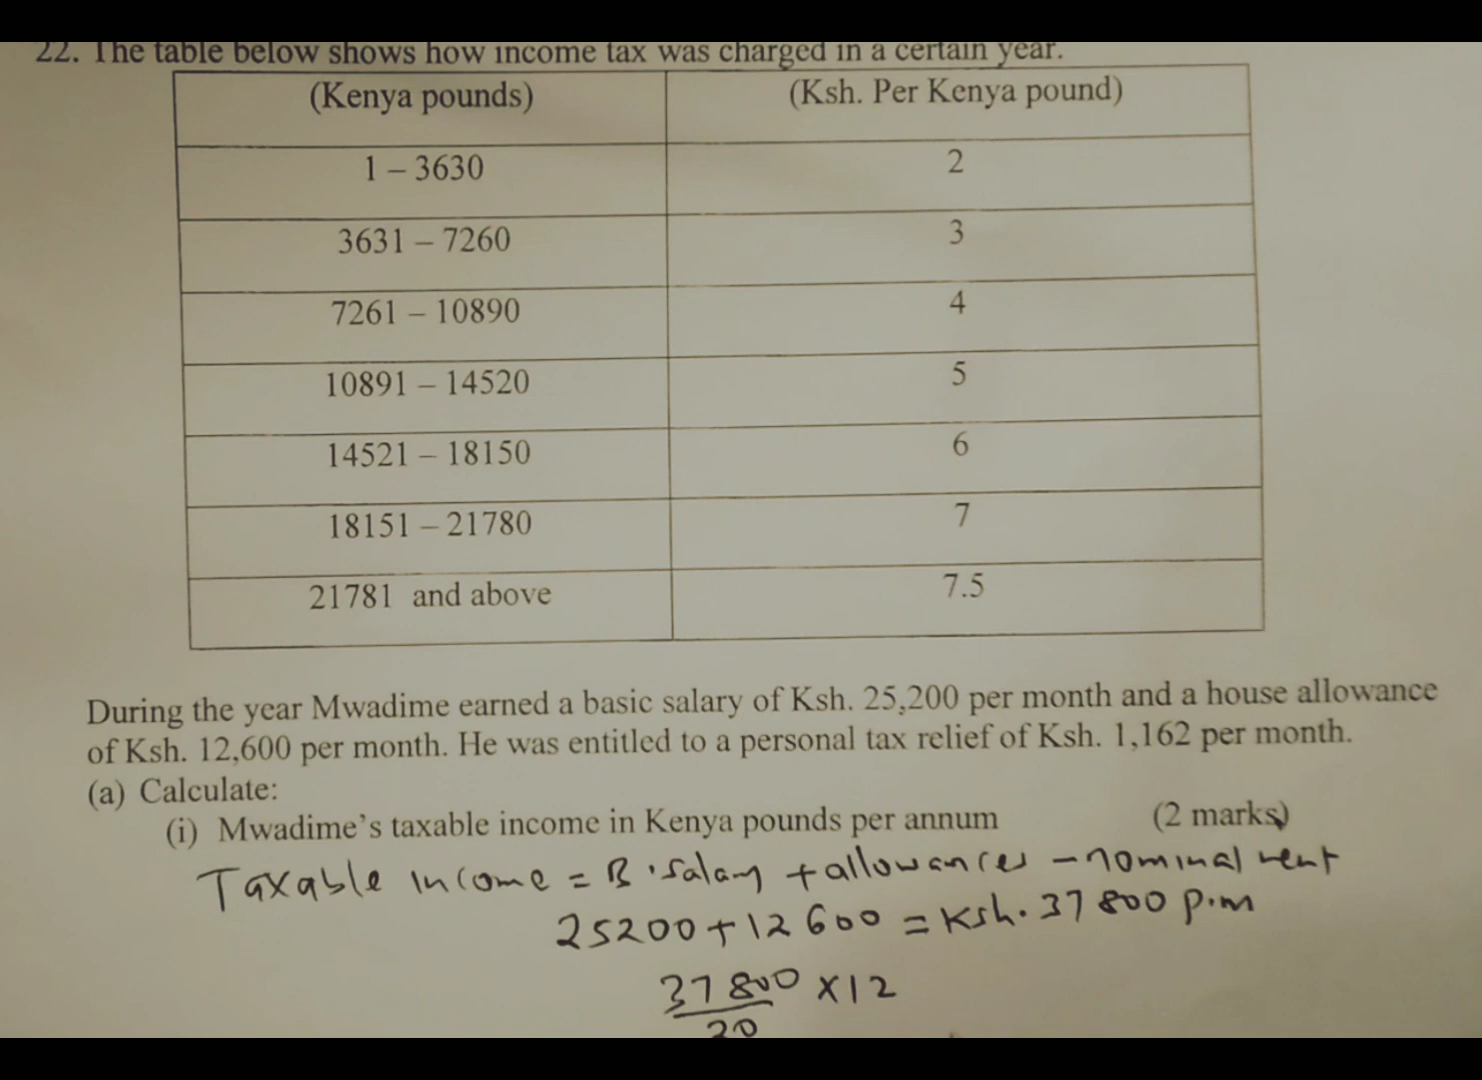 22. The table below shows how income tax was charged in a certain year.
(Kenya pounds) (Ksh. Per Kenya pound)
1 – 3630 2
3631 – 7260 3
7261 – 10890 4
10891 – 14520 5
14521 – 18150 6
18151 – 21780 7
21781 and above 7.5
During the year Mwadime earned a basic salary of Ksh. 25,200 per month and a house allowance
of Ksh. 12,600 per month. He was entitled to a personal tax relief of Ksh. 1,162 per month.
(a) Calculate:
(i) Mwadime's taxable income in Kenya pounds per annum (2 marks)
Taxable income = B.salary + allowances - nominal rent
25200 + 12600 = Ksh. 37800 p.m
37800 × 12
20